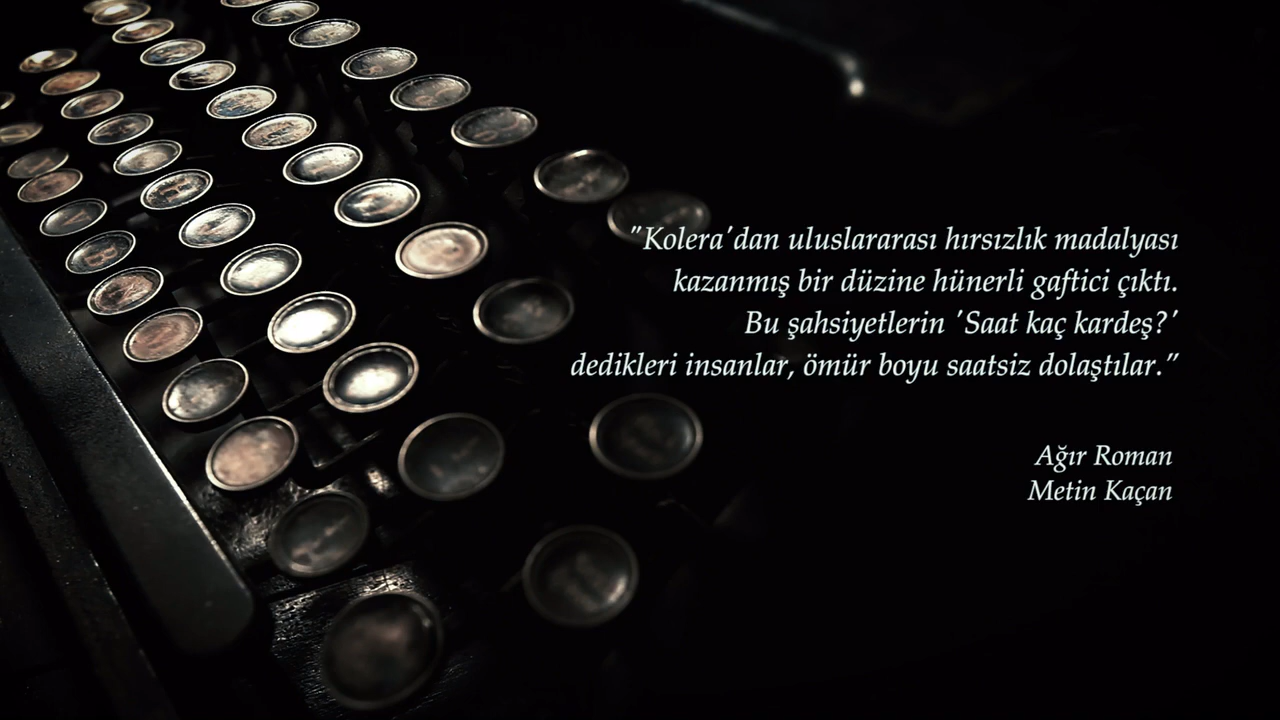 "Kolera'dan uluslararası hırsızlık madalyası
kazanmış bir düzine hünerli gaftici çıktı.
Bu şahsiyetlerin 'Saat kaç kardeş?'
dedikleri insanlar, ömür boyu saatsiz dolaştılar."
Ağır Roman
Metin Kaçan